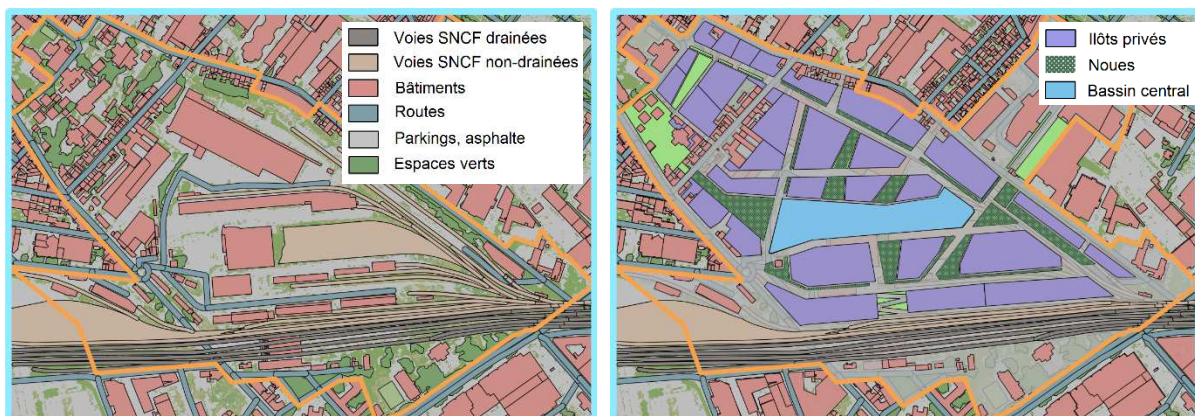 Voies SNCF drainées
Voies SNCF non-drainées
Bâtiments
Routes
Parkings, asphalte
Espaces verts
Ilôts privés
Noues
Bassin central